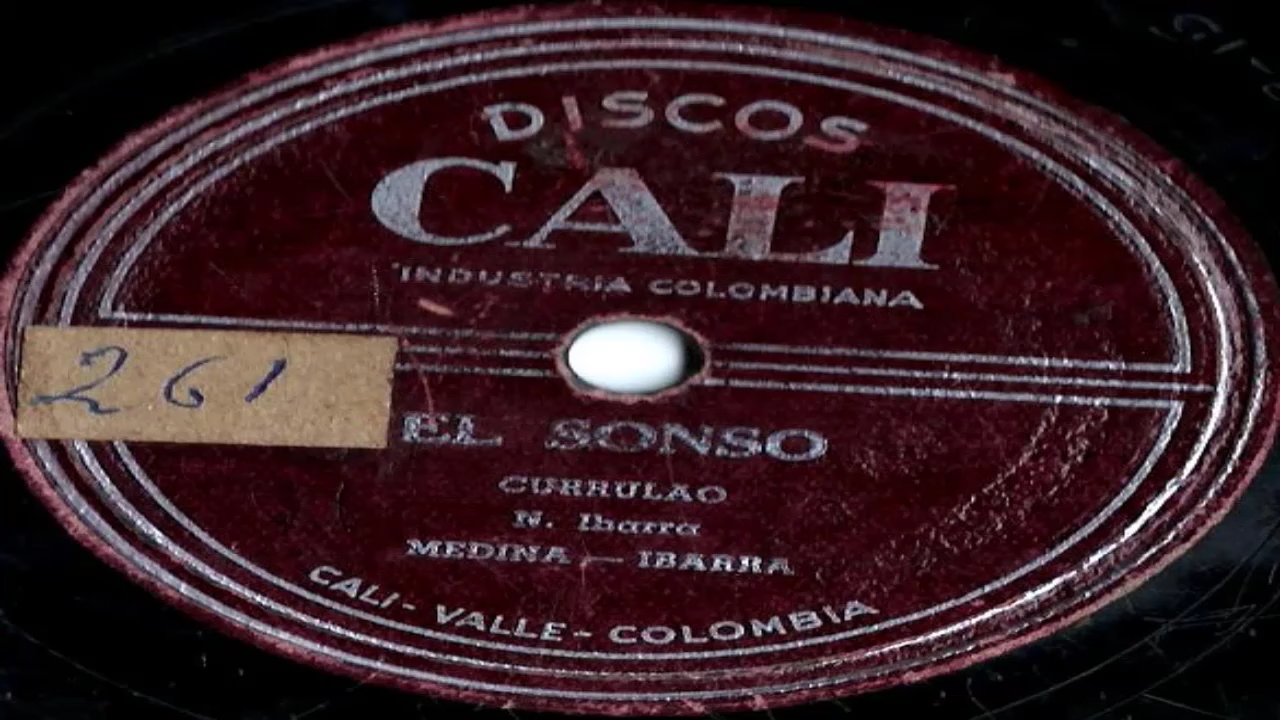 DISCOS
CALI
INDUSTRIA COLOMBIANA
261
EL SONSO
CURRULAO
N. Ibarra
MEDINA — IBARRA
CALI - VALLE - COLOMBIA